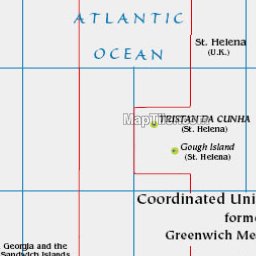 ATLANTIC
OCEAN
St. Helena
(U.K.)
TRISTAN DA CUNHA
(St. Helena)
Gough Island
(St. Helena)
Coordinated Uni
forme
Greenwich Me
Georgia and the
Sandwich Islands